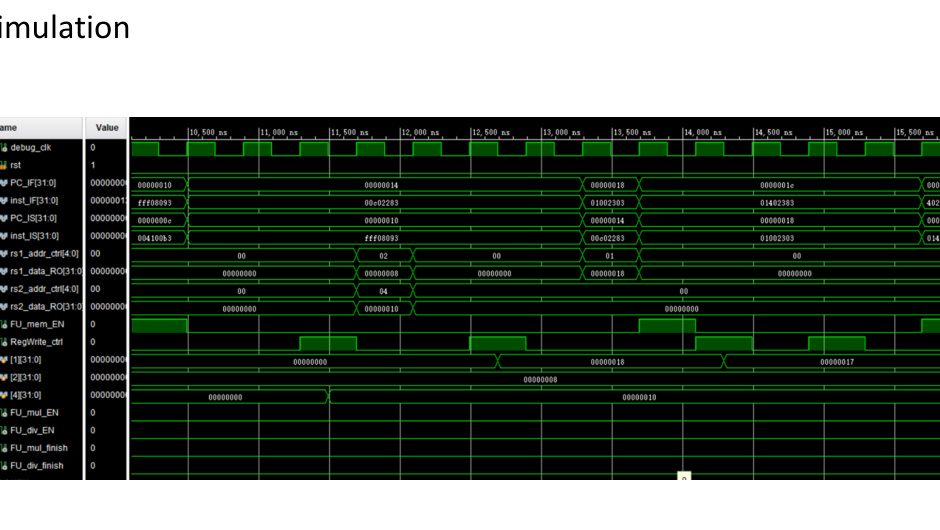 imulation
ame Value
10,500 ns 11,000 ns 11,500 ns 12,000 ns 12,500 ns 13,000 ns 13,500 ns 14,000 ns 14,500 ns 15,000 ns 15,500 ns
debug_clk 0
rst 1
PC_IF[31:0] 00000000 00000010 00000014 00000018 0000001c 000
inst_IF[31:0] fff08093 00c02283 01002303 01402383 402
PC_IS[31:0] 0000000c 00000010 00000014 00000018 000
inst_IS[31:0] 004100b3 fff08093 00c02283 01002303 014
rs1_addr_ctrl[4:0] 00 00 02 00 01 00
rs1_data_RO[31:0 00000000 00000008 00000000 00000018 00000000
rs2_addr_ctrl[4:0] 00 00 04 00
rs2_data_RO[31:0 00000000 00000010 00000000
FU_mem_EN 0
RegWrite_ctrl 0
[1][31:0] 00000000 00000018 00000017
[2][31:0] 00000008
[4][31:0] 00000000 00000010
FU_mul_EN 0
FU_div_EN 0
FU_mul_finish 0
FU_div_finish 0